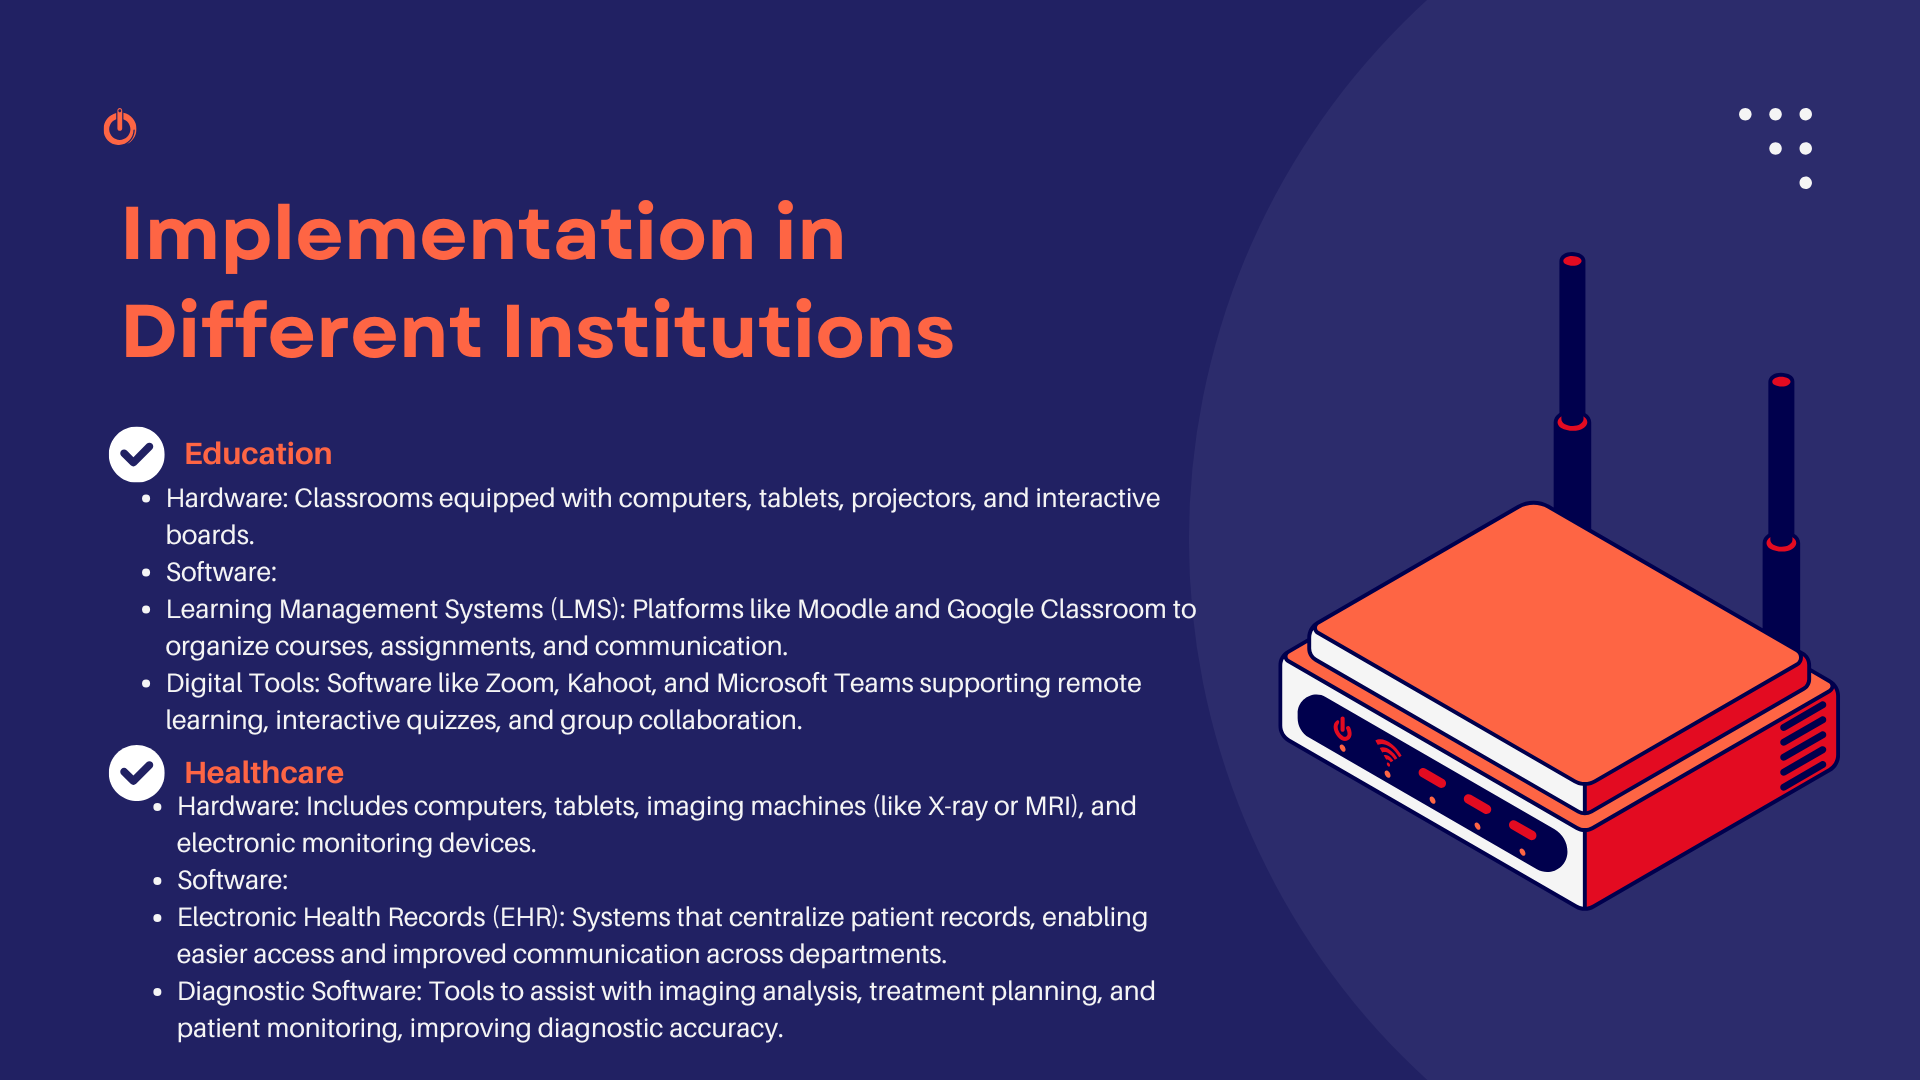 Implementation in
Different Institutions
Education
• Hardware: Classrooms equipped with computers, tablets, projectors, and interactive
boards.
• Software:
• Learning Management Systems (LMS): Platforms like Moodle and Google Classroom to
organize courses, assignments, and communication.
• Digital Tools: Software like Zoom, Kahoot, and Microsoft Teams supporting remote
learning, interactive quizzes, and group collaboration.
Healthcare
• Hardware: Includes computers, tablets, imaging machines (like X-ray or MRI), and
electronic monitoring devices.
• Software:
• Electronic Health Records (EHR): Systems that centralize patient records, enabling
easier access and improved communication across departments.
• Diagnostic Software: Tools to assist with imaging analysis, treatment planning, and
patient monitoring, improving diagnostic accuracy.